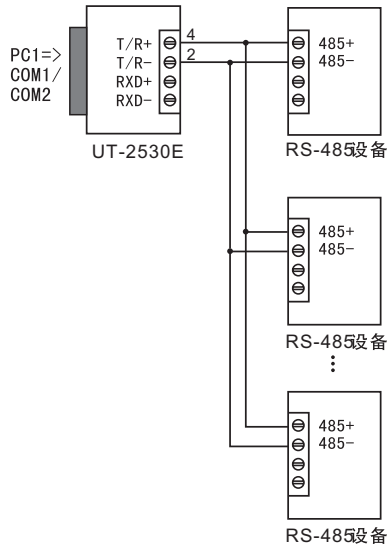 PC1=>
COM1/
COM2
T/R+
T/R-
RXD+
RXD-
4
2
UT-2530E
485+
485-
RS-485设备
485+
485-
RS-485设备
⋮
485+
485-
RS-485设备